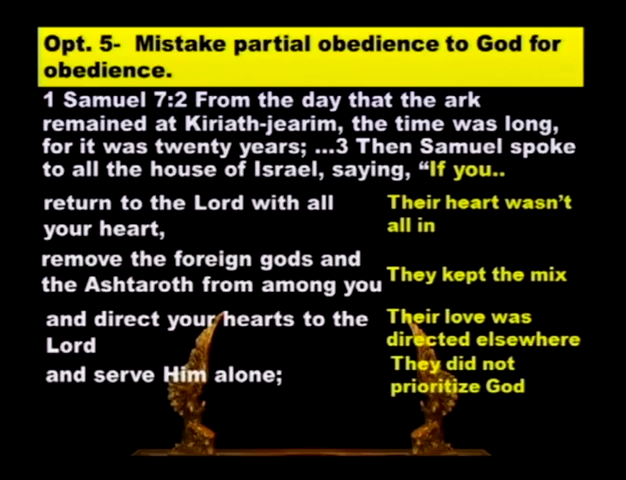 Opt. 5-  Mistake partial obedience to God for
obedience.
1 Samuel 7:2 From the day that the ark
remained at Kiriath-jearim, the time was long,
for it was twenty years; ...3 Then Samuel spoke
to all the house of Israel, saying, “If you..
return to the Lord with all
your heart,
Their heart wasn’t
all in
remove the foreign gods and
the Ashtaroth from among you
They kept the mix
and direct your hearts to the
Lord
Their love was
directed elsewhere
and serve Him alone;
They did not
prioritize God